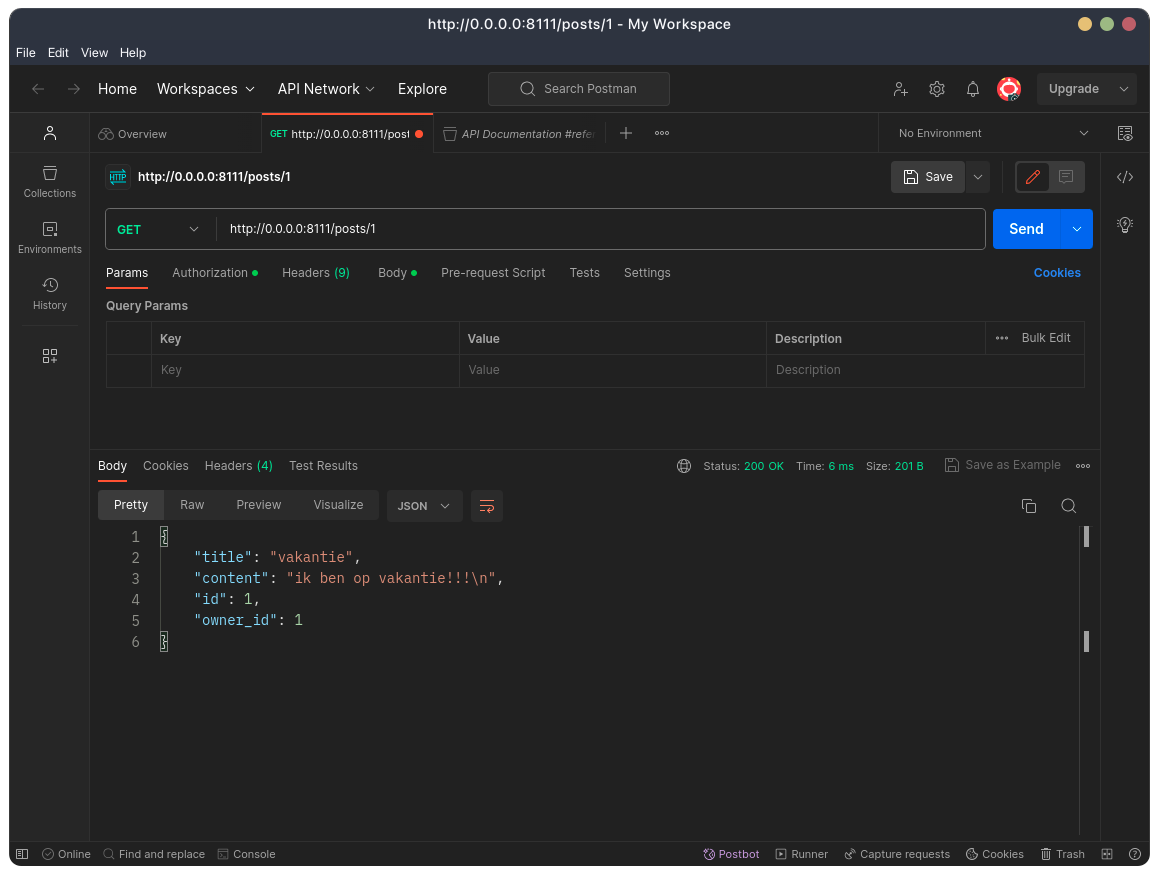 http://0.0.0.0:8111/posts/1 - My Workspace
File Edit View Help
Home Workspaces API Network Explore Search Postman Upgrade
Overview GET http://0.0.0.0:8111/post API Documentation #refe No Environment
HTTP http://0.0.0.0:8111/posts/1 Save
Collections
Environments
History
GET http://0.0.0.0:8111/posts/1 Send
Params Authorization Headers (9) Body Pre-request Script Tests Settings Cookies
Query Params
Key Value Description Bulk Edit
Key Value Description
Body Cookies Headers (4) Test Results Status: 200 OK Time: 6 ms Size: 201 B Save as Example
Pretty Raw Preview Visualize JSON
1 {
2 "title": "vakantie",
3 "content": "ik ben op vakantie!!!\n",
4 "id": 1,
5 "owner_id": 1
6 }
Online Find and replace Console Postbot Runner Capture requests Cookies Trash